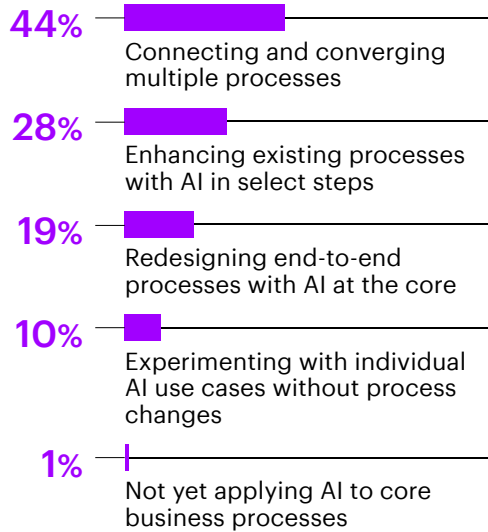 44%
Connecting and converging
multiple processes
28%
Enhancing existing processes
with AI in select steps
19%
Redesigning end-to-end
processes with AI at the core
10%
Experimenting with individual
AI use cases without process
changes
1%
Not yet applying AI to core
business processes